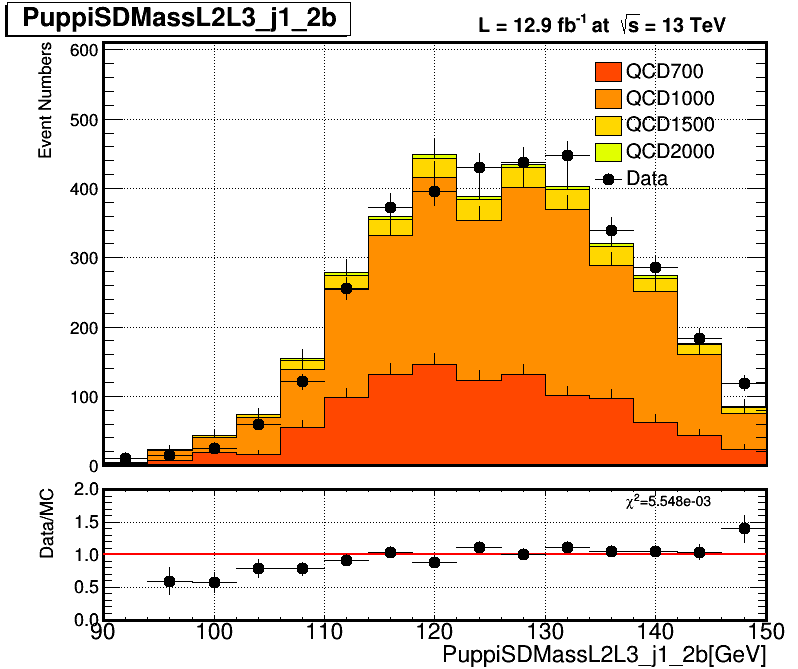 PuppiSDMassL2L3_j1_2b
L = 12.9 fb⁻¹ at √s = 13 TeV
Event Numbers
600
500
400
300
200
100
0
QCD700
QCD1000
QCD1500
QCD2000
Data
Data/MC
2.0
1.5
1.0
0.5
0.0
χ²=5.548e-03
90 100 110 120 130 140 150
PuppiSDMassL2L3_j1_2b[GeV]